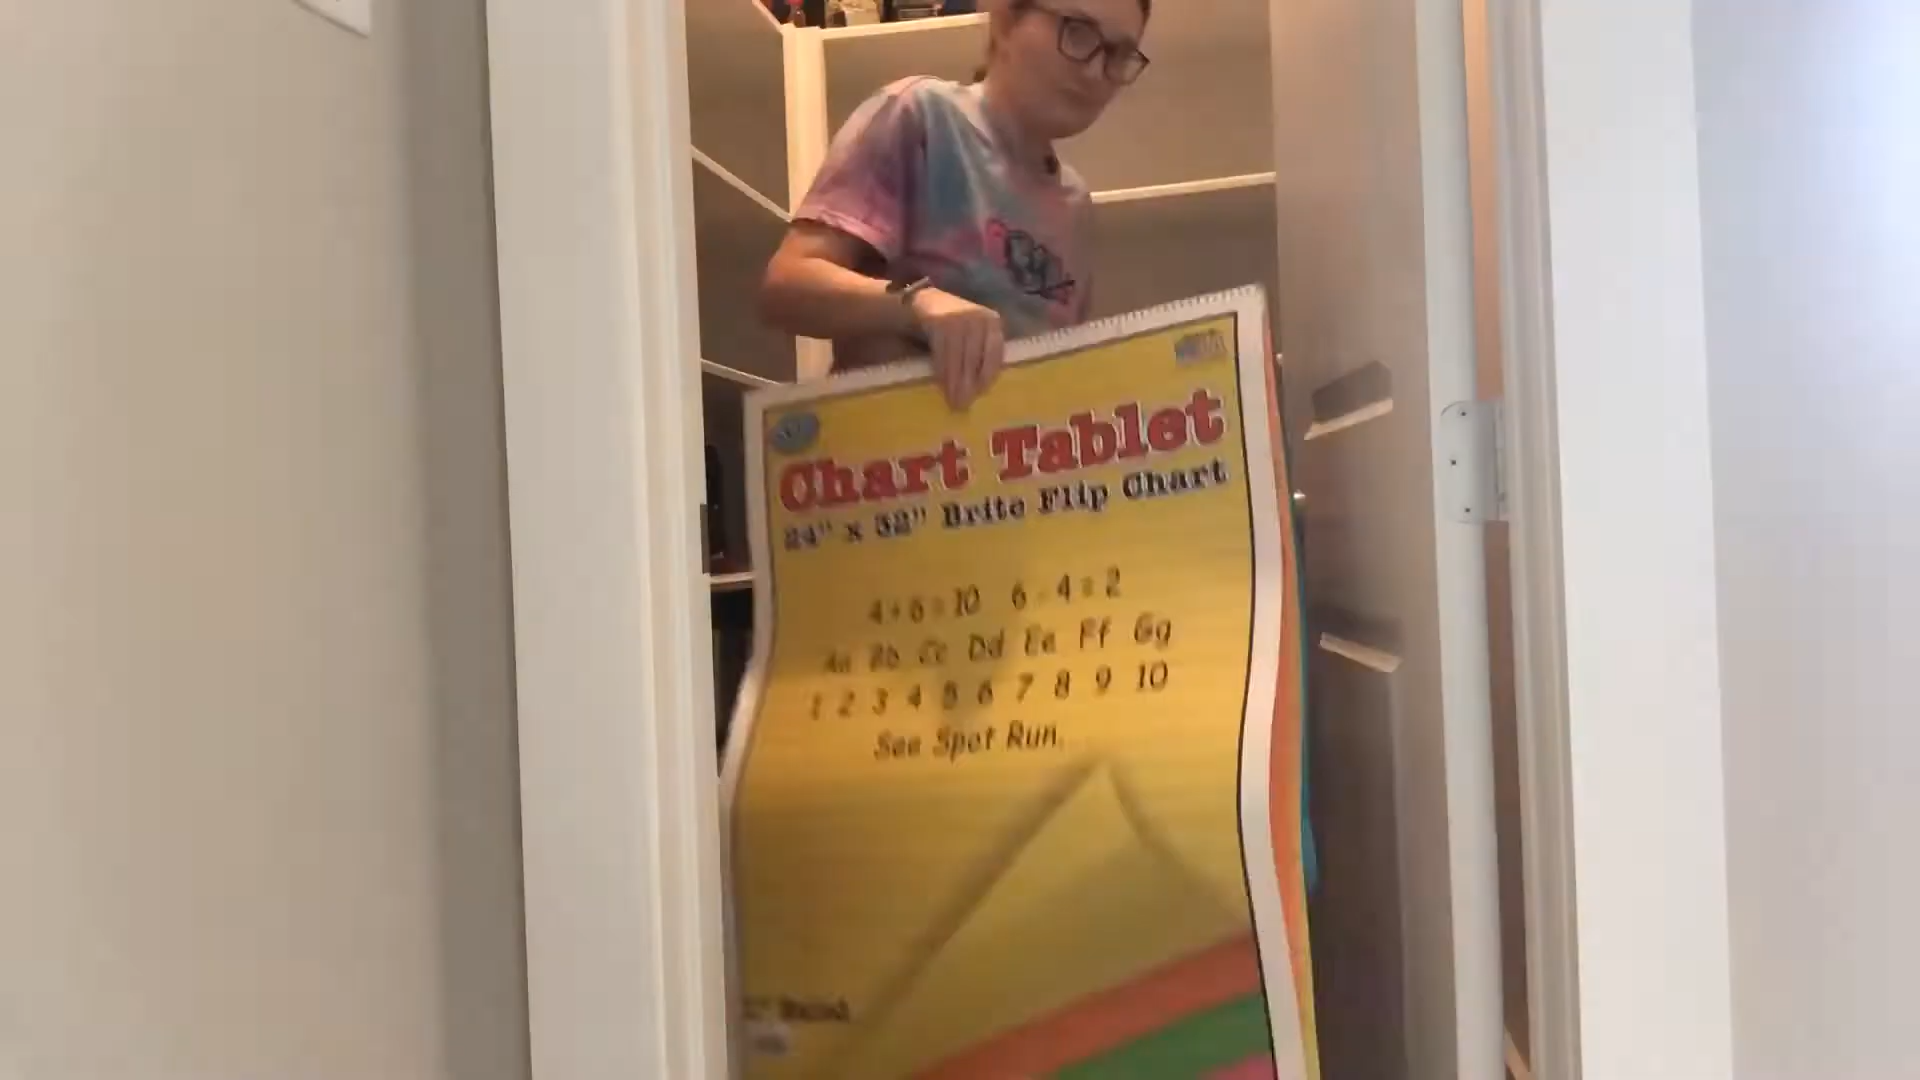 Chart Tablet
24" x 32" Brite Flip Chart
4+6=10 6-4=2
Aa Bb Cc Dd Ee Ff Gg
1 2 3 4 5 6 7 8 9 10
See Spot Run.